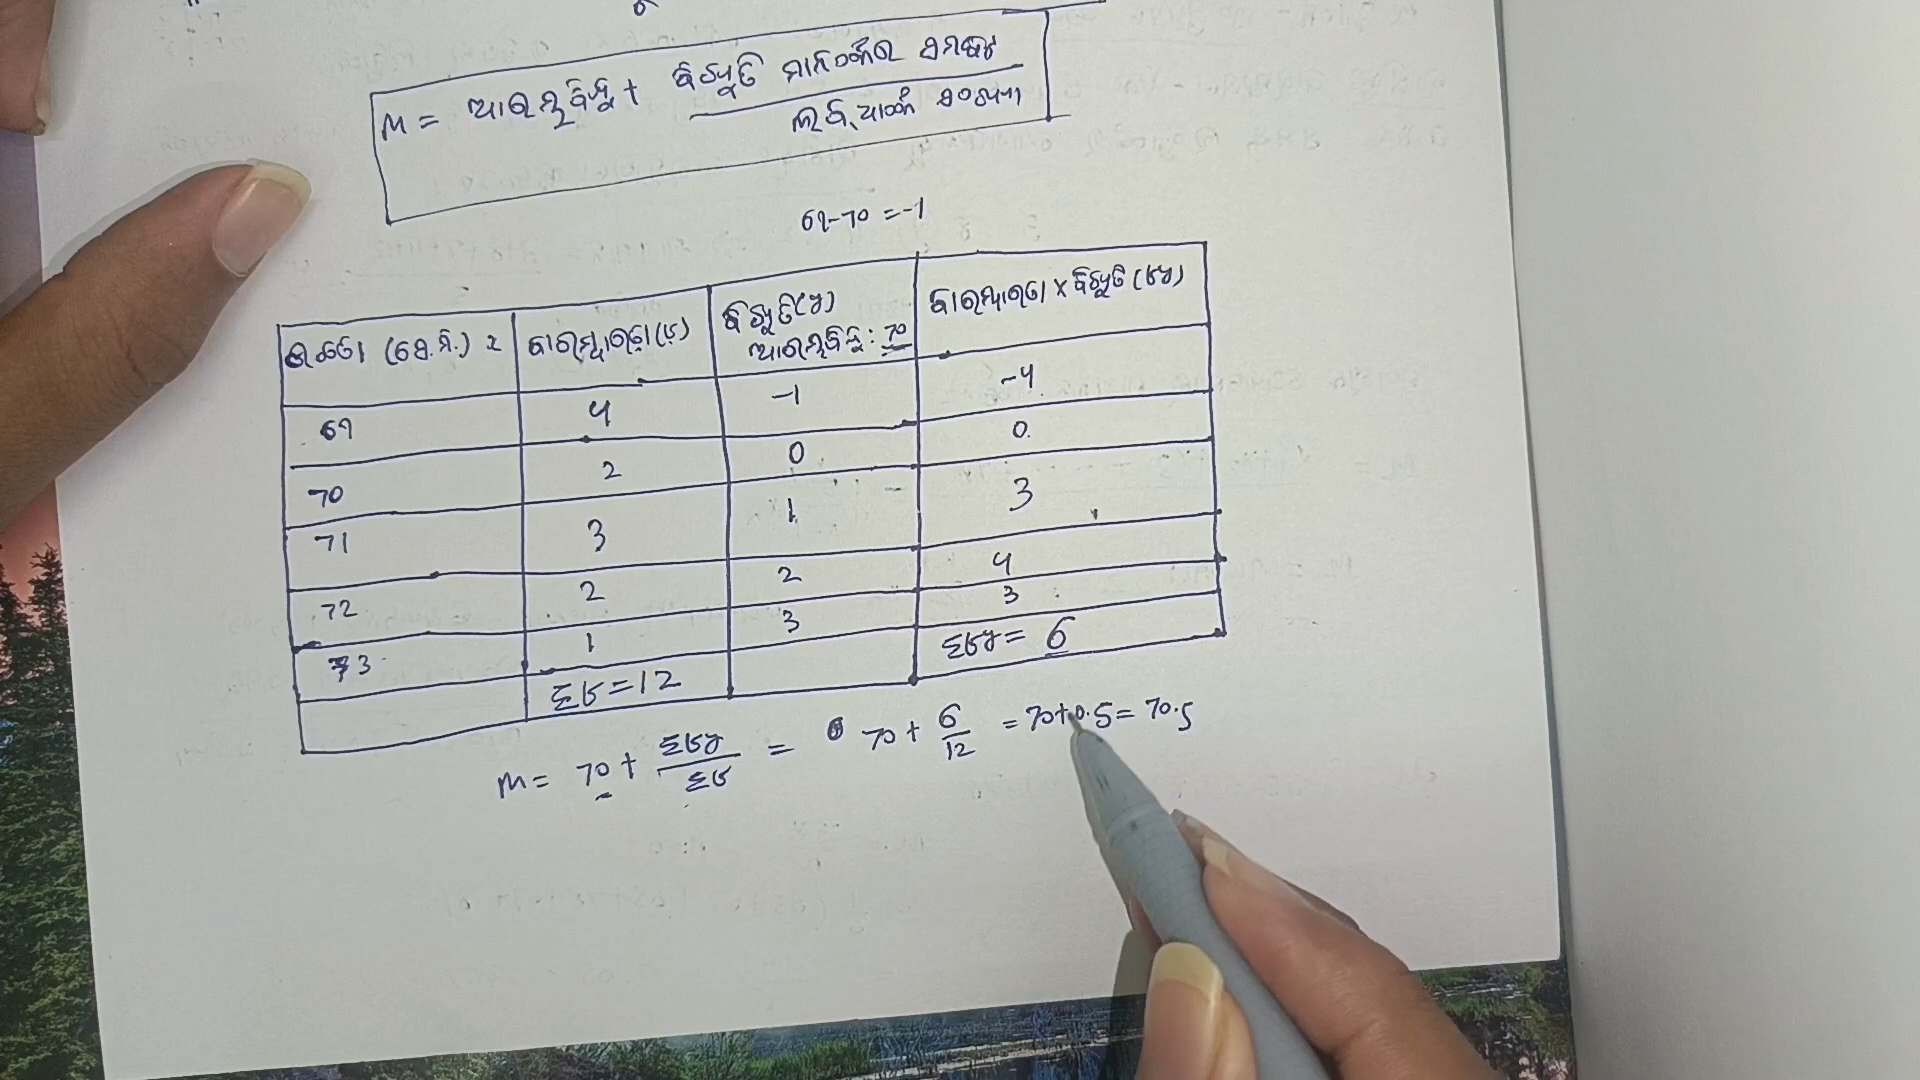 M = ଆରମ୍ଭ ବିନ୍ଦୁ + ବିଚ୍ୟୁତି ମାନଙ୍କର ସମଷ୍ଟି
ଲବ୍ଧାଙ୍କ ସଂଖ୍ୟା
69-70 = -1
ଉଚ୍ଚତା (ସେ.ମି.) x ବାରମ୍ବାରତା (f) ବିଚ୍ୟୁତି (y) ବାରମ୍ବାରତା x ବିଚ୍ୟୁତି (fy)
ଆରମ୍ଭ ବିନ୍ଦୁ : 70
69 4 -1 -4
70 2 0 0
71 3 1 3
72 2 2 4
73 1 3 3
Σf = 12 Σfy = 6
M = 70 + Σfy/Σf = 70 + 6/12 = 70 + 0.5 = 70.5